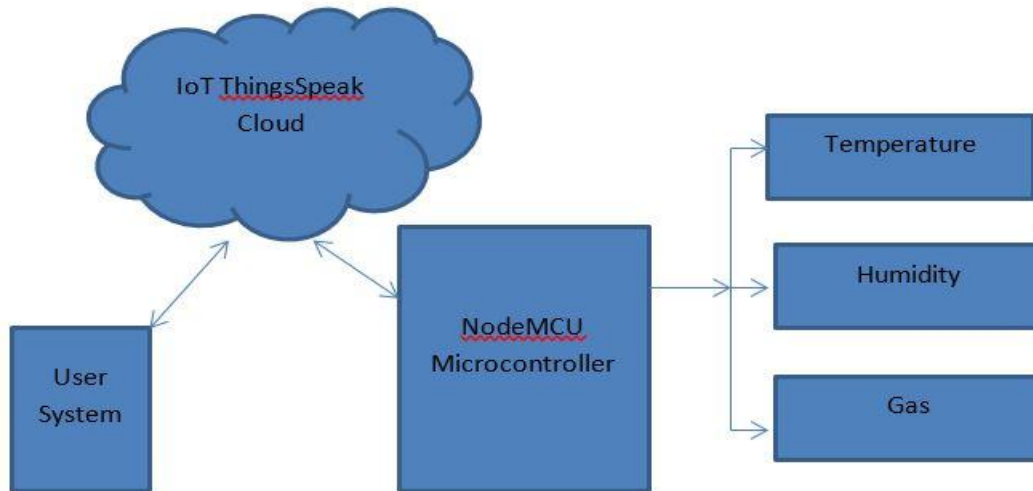 IoT ThingsSpeak
Cloud
Temperature
Humidity
NodeMCU
Microcontroller
User
System
Gas